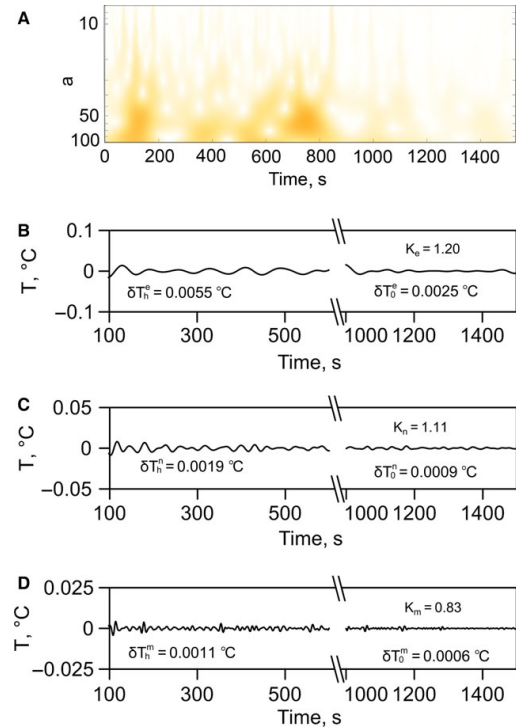 A
10
a
50
100
0 200 400 600 800 1000 1200 1400
Time, s
B
0.1
T, °C
0
−0.1
K_e = 1.20
δT_h^e = 0.0055 °C
δT_0^e = 0.0025 °C
100 300 500 1000 1200 1400
Time, s
C
0.05
T, °C
0
−0.05
K_n = 1.11
δT_h^n = 0.0019 °C
δT_0^n = 0.0009 °C
100 300 500 1000 1200 1400
Time, s
D
0.025
T, °C
0
−0.025
K_m = 0.83
δT_h^m = 0.0011 °C
δT_0^m = 0.0006 °C
100 300 500 1000 1200 1400
Time, s